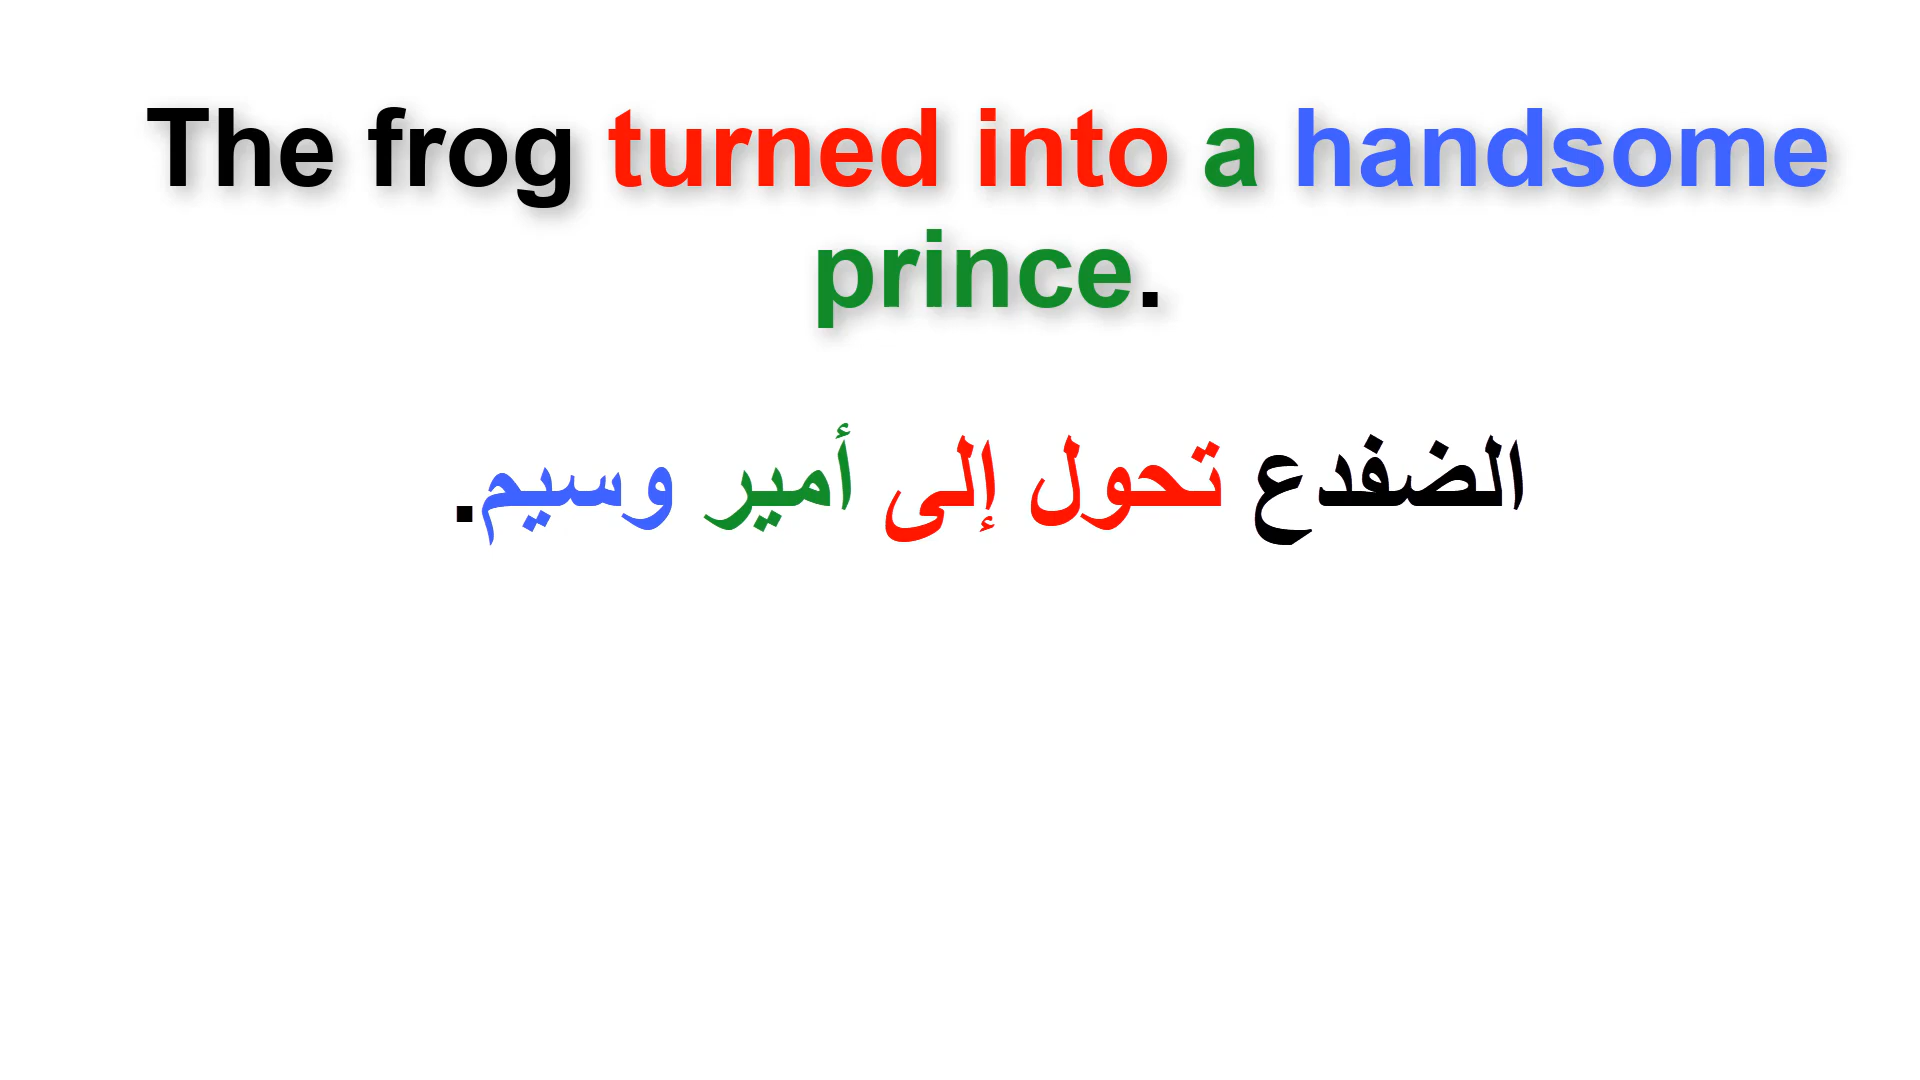 The frog turned into a handsome
prince.
الضفدع تحول إلى أمير وسيم.